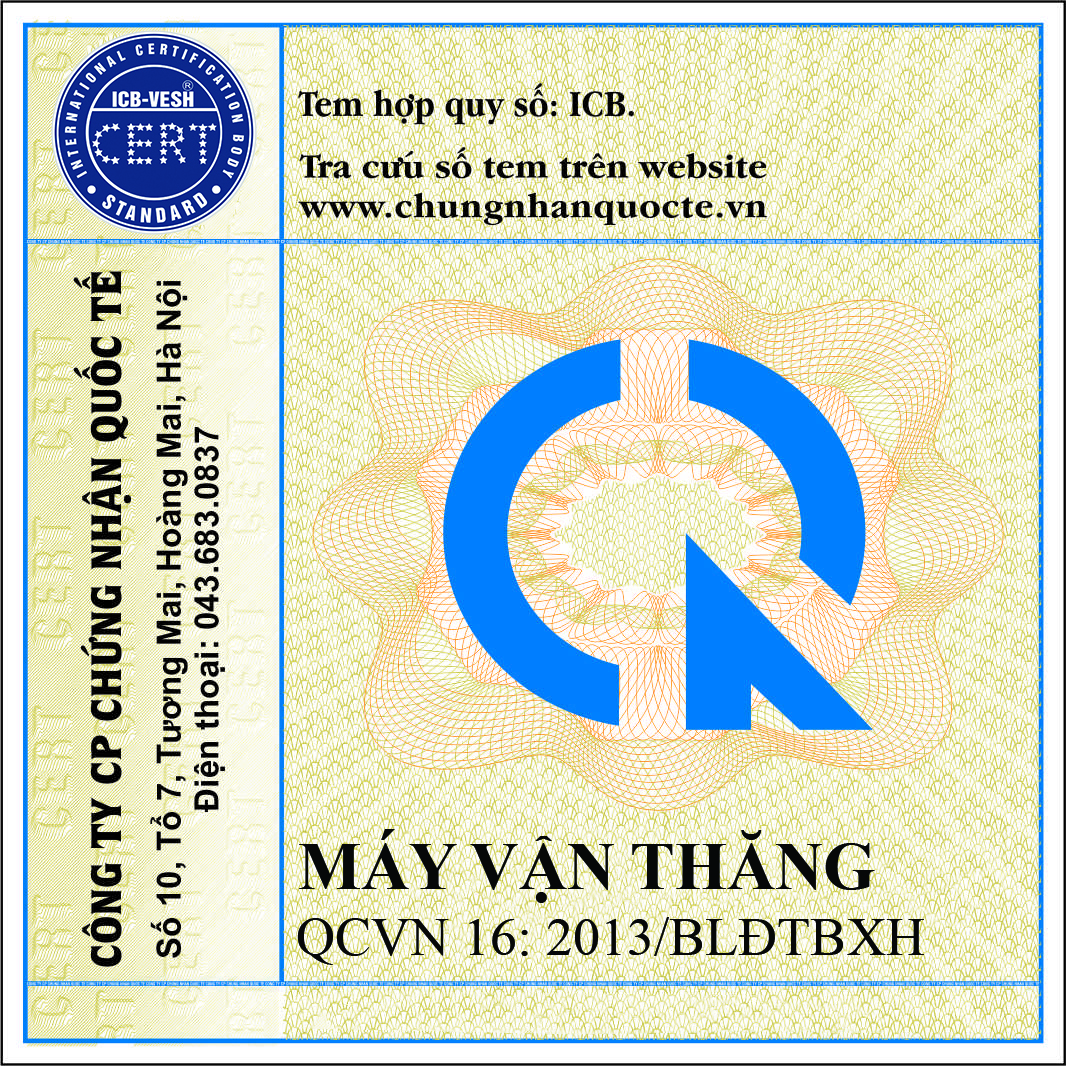 INTERNATIONAL CERTIFICATION BODY
ICB-VESH®
CERT
• STANDARD •
Tem hợp quy số: ICB.
Tra cứu số tem trên website
www.chungnhanquocte.vn
CÔNG TY CP CHỨNG NHẬN QUỐC TẾ
Số 10, Tổ 7, Tương Mai, Hoàng Mai, Hà Nội
Điện thoại: 043.683.0837
MÁY VẬN THĂNG
QCVN 16: 2013/BLĐTBXH